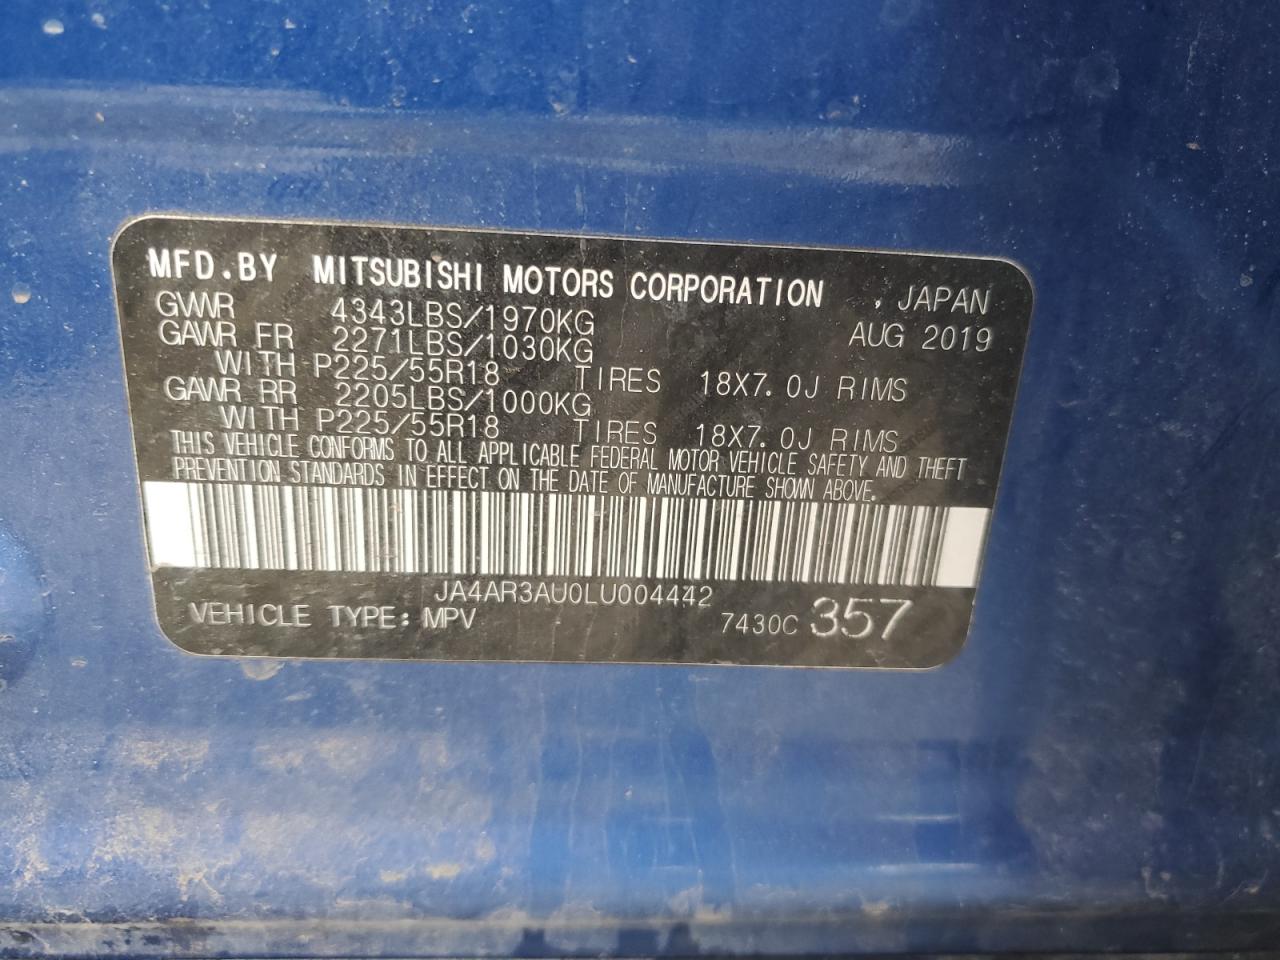 MFD.BY MITSUBISHI MOTORS CORPORATION , JAPAN
GVWR 4343LBS/1970KG AUG 2019
GAWR FR 2271LBS/1030KG
WITH P225/55R18 TIRES 18X7.0J RIMS
GAWR RR 2205LBS/1000KG
WITH P225/55R18 TIRES 18X7.0J RIMS
THIS VEHICLE CONFORMS TO ALL APPLICABLE FEDERAL MOTOR VEHICLE SAFETY AND THEFT
PREVENTION STANDARDS IN EFFECT ON THE DATE OF MANUFACTURE SHOWN ABOVE.
JA4AR3AU0LU004442
VEHICLE TYPE: MPV 7430C 357